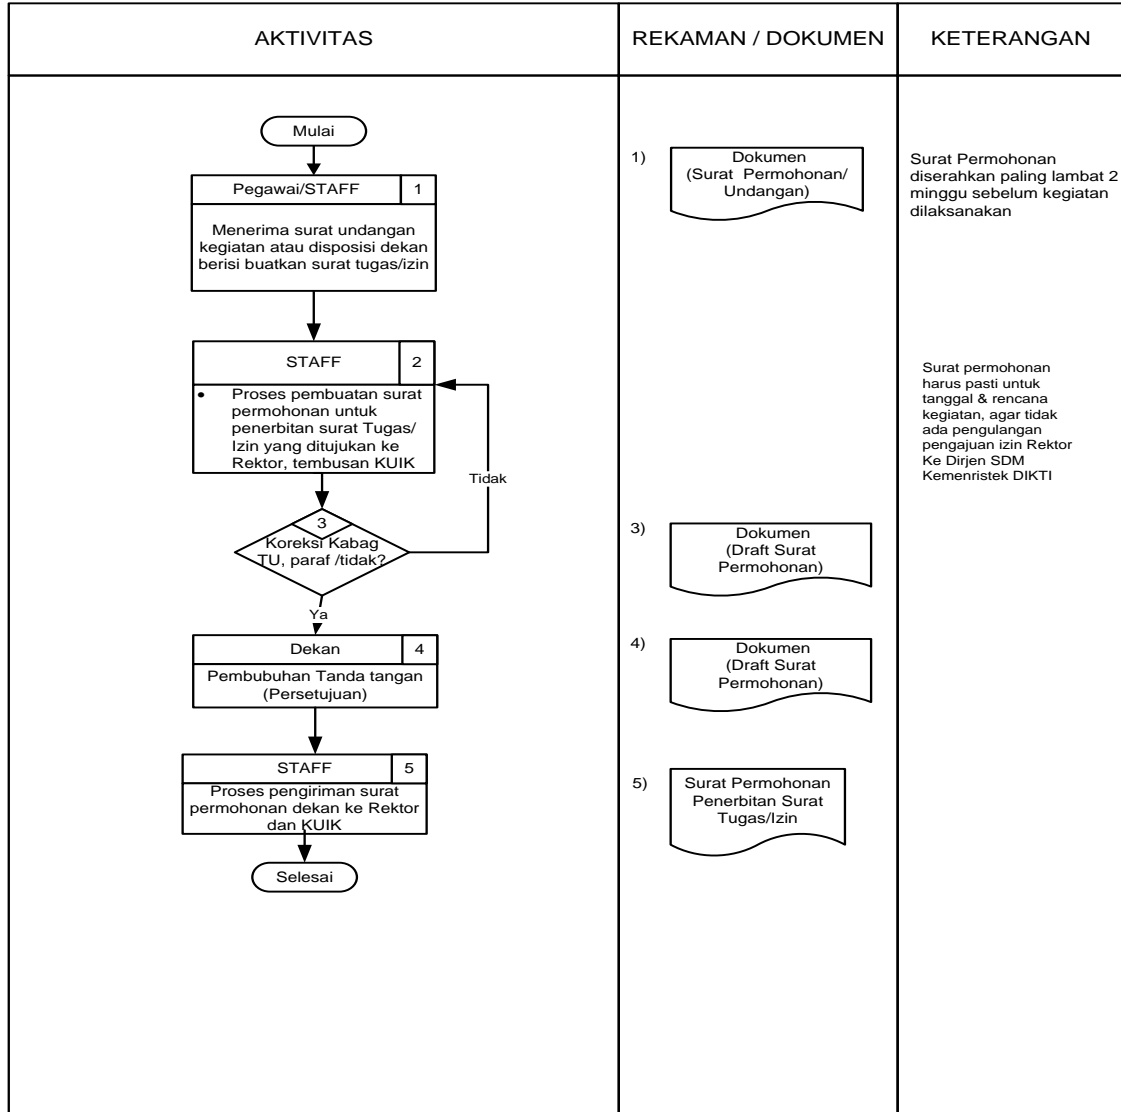 AKTIVITAS
REKAMAN / DOKUMEN
KETERANGAN
Mulai
Pegawai/STAFF
1
Menerima surat undangan
kegiatan atau disposisi dekan
berisi buatkan surat tugas/izin
STAFF
2
• Proses pembuatan surat
permohonan untuk
penerbitan surat Tugas/
Izin yang ditujukan ke
Rektor, tembusan KUIK
Tidak
3
Koreksi Kabag
TU, paraf /tidak?
Ya
Dekan
4
Pembubuhan Tanda tangan
(Persetujuan)
STAFF
5
Proses pengiriman surat
permohonan dekan ke Rektor
dan KUIK
Selesai
1)
Dokumen
(Surat Permohonan/
Undangan)
3)
Dokumen
(Draft Surat
Permohonan)
4)
Dokumen
(Draft Surat
Permohonan)
5)
Surat Permohonan
Penerbitan Surat
Tugas/Izin
Surat Permohonan
diserahkan paling lambat 2
minggu sebelum kegiatan
dilaksanakan
Surat permohonan
harus pasti untuk
tanggal & rencana
kegiatan, agar tidak
ada pengulangan
pengajuan izin Rektor
Ke Dirjen SDM
Kemenristek DIKTI